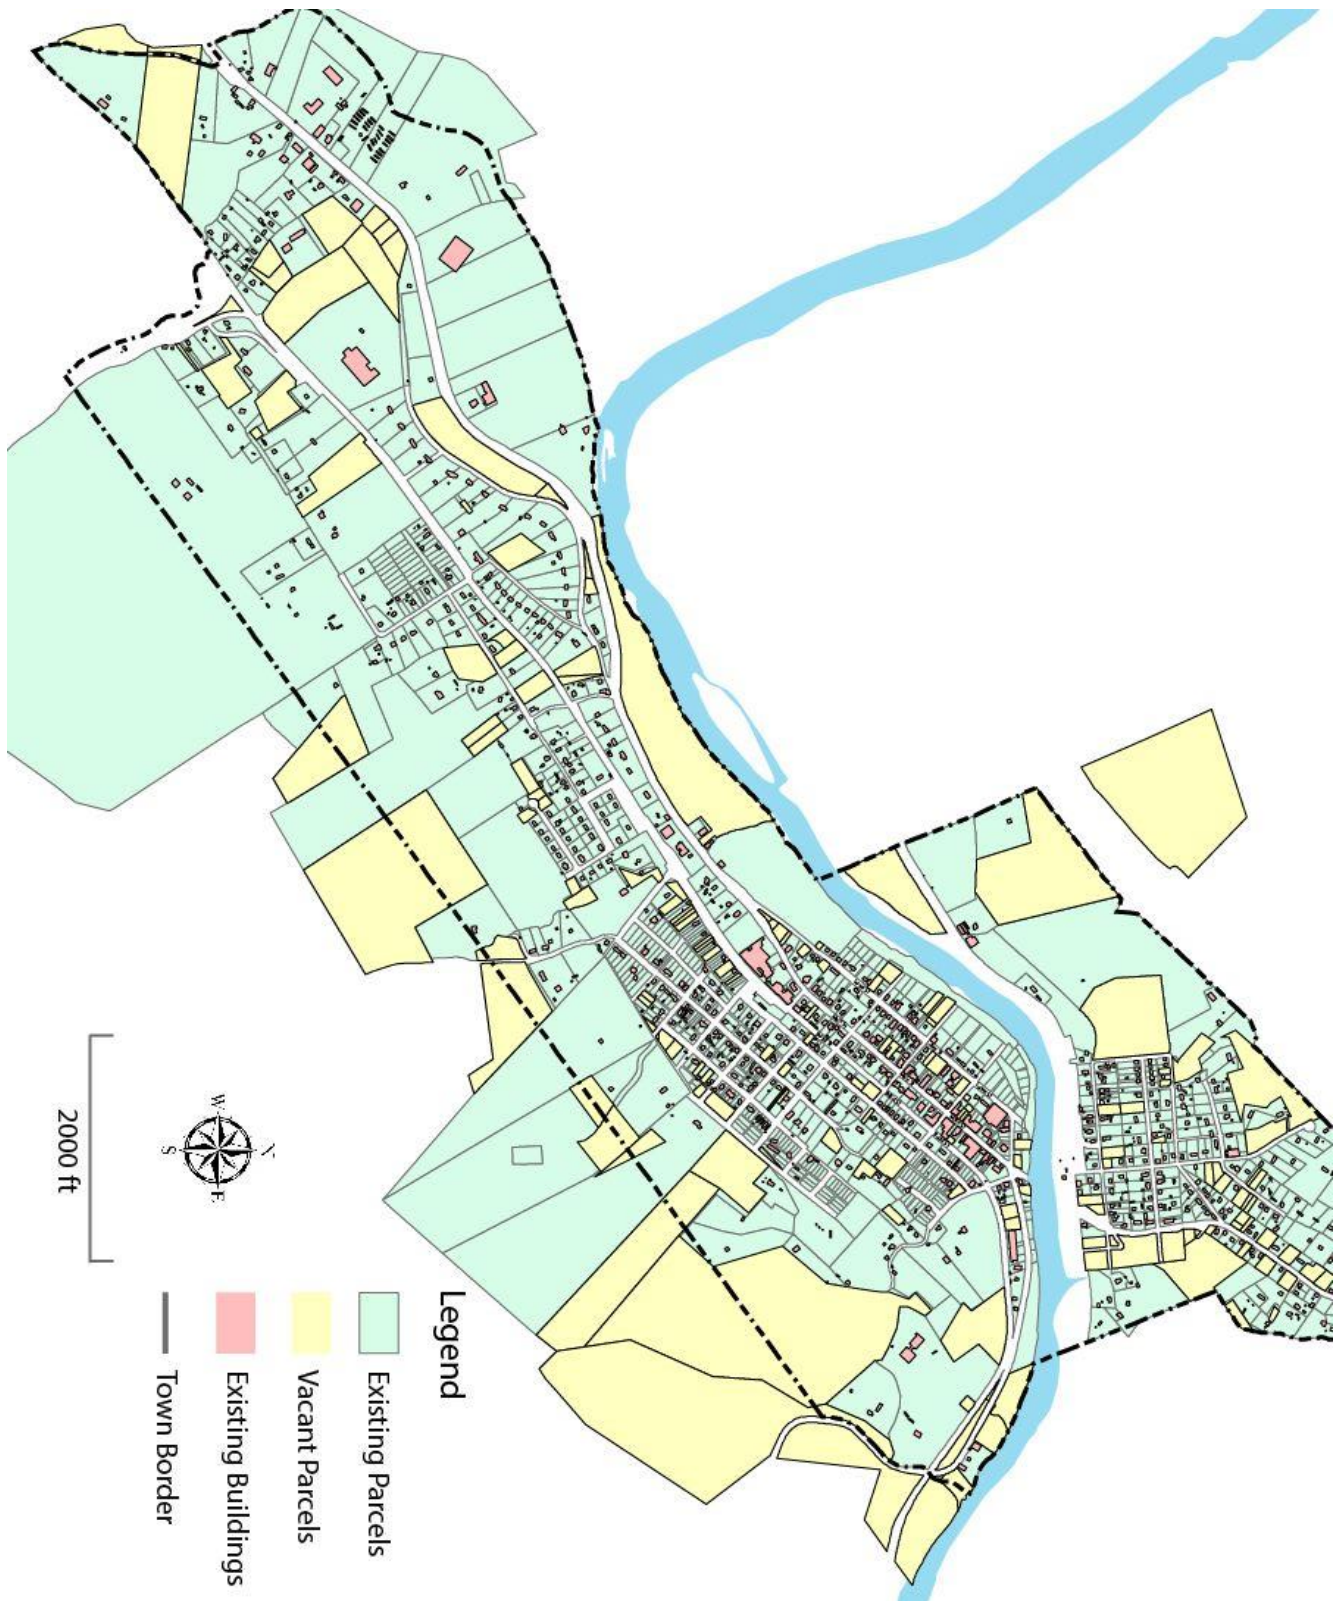 Legend
Existing Parcels
Vacant Parcels
Existing Buildings
Town Border
N
W
E
S
2000 ft